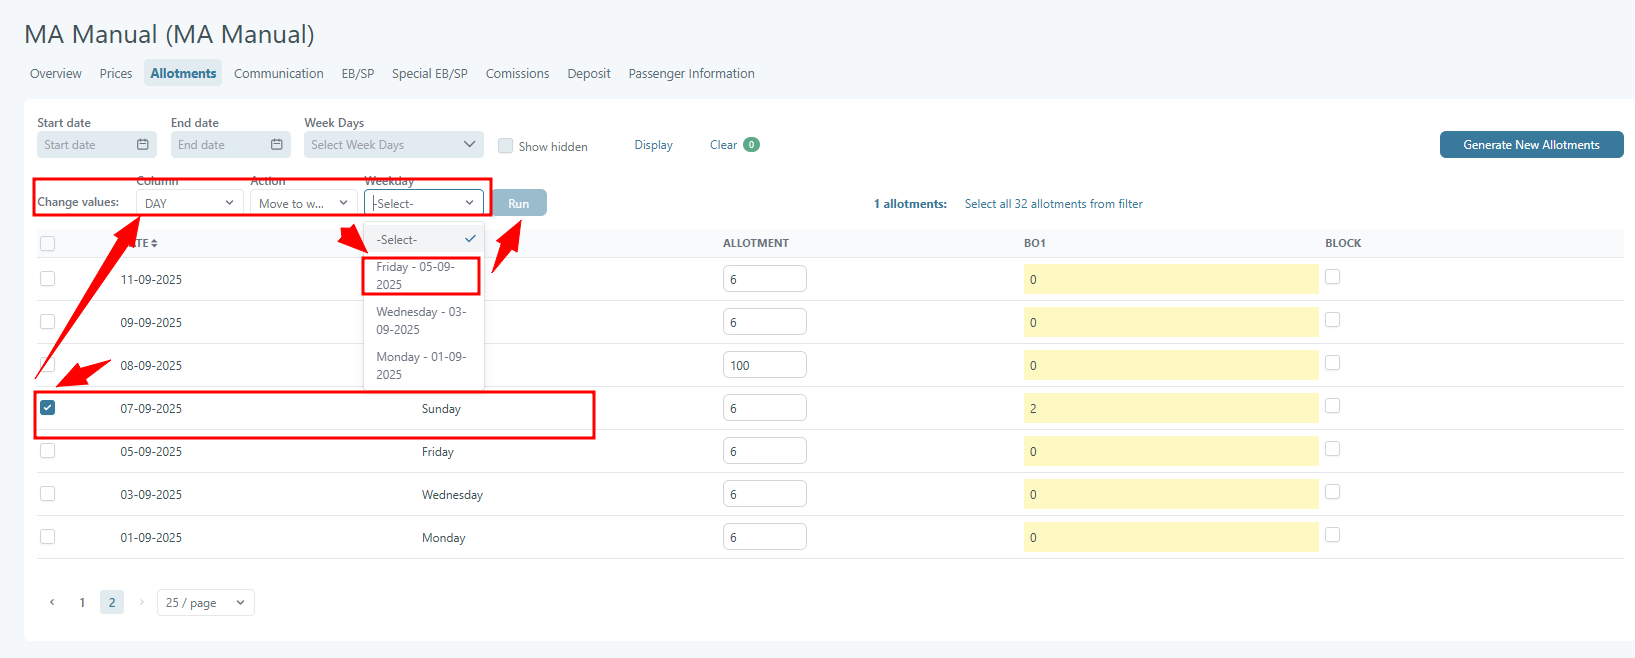 MA Manual (MA Manual)
Overview Prices Allotments Communication EB/SP Special EB/SP Comissions Deposit Passenger Information
Start date End date Week Days
Start date End date Select Week Days Show hidden Display Clear 0 Generate New Allotments
Column Action Weekday
Change values: DAY Move to w... -Select- Run 1 allotments: Select all 32 allotments from filter
-Select-
ALLOTMENT BO1 BLOCK
Friday - 05-09-
2025
11-09-2025 6 0
Wednesday - 03-
09-2025
09-09-2025 6 0
Monday - 01-09-
2025
08-09-2025 100 0
07-09-2025 Sunday 6 2
05-09-2025 Friday 6 0
03-09-2025 Wednesday 6 0
01-09-2025 Monday 6 0
1 2 25 / page